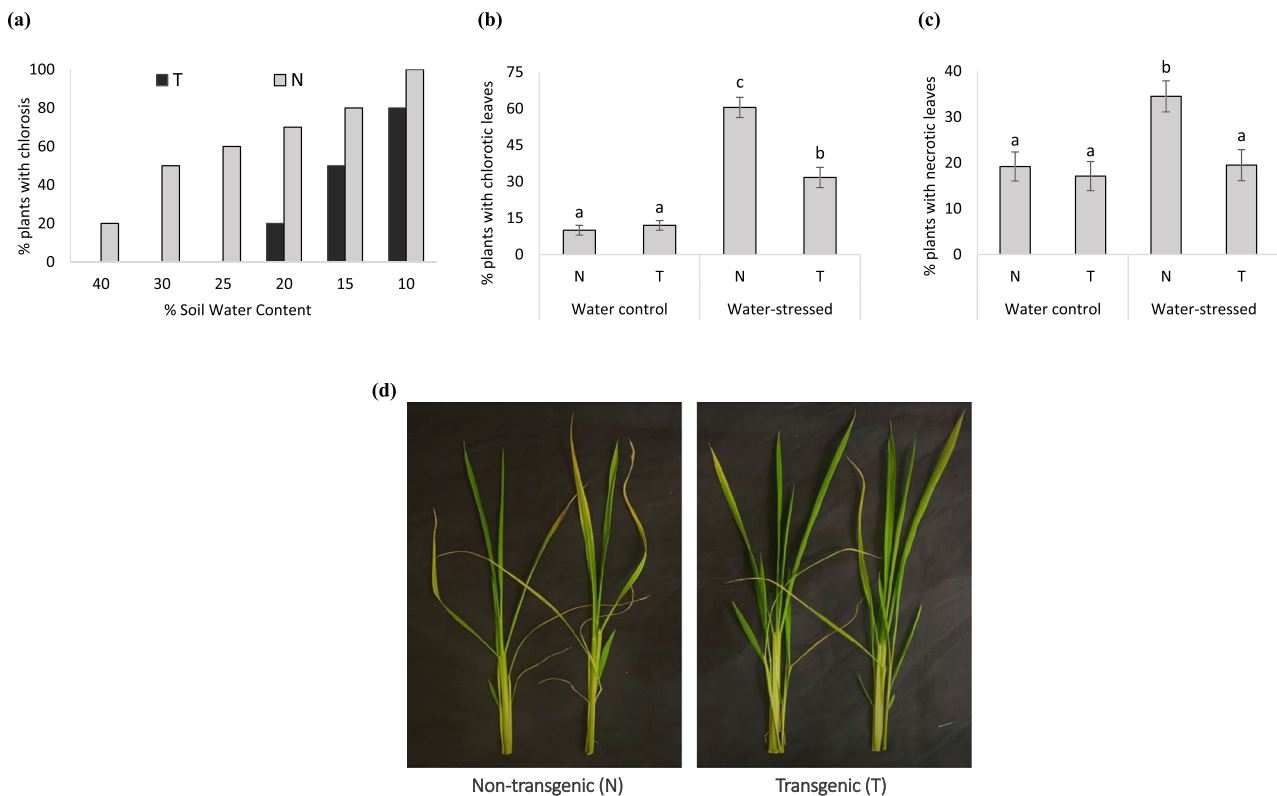 (a)
% plants with chlorosis
100
80
60
40
20
0
T
N
40 30 25 20 15 10
% Soil Water Content
(b)
% plants with chlorotic leaves
75
60
45
30
15
0
a
a
c
b
N T N T
Water control Water-stressed
(c)
% plants with necrotic leaves
40
30
20
10
0
a
a
b
a
N T N T
Water control Water-stressed
(d)
Non-transgenic (N)
Transgenic (T)